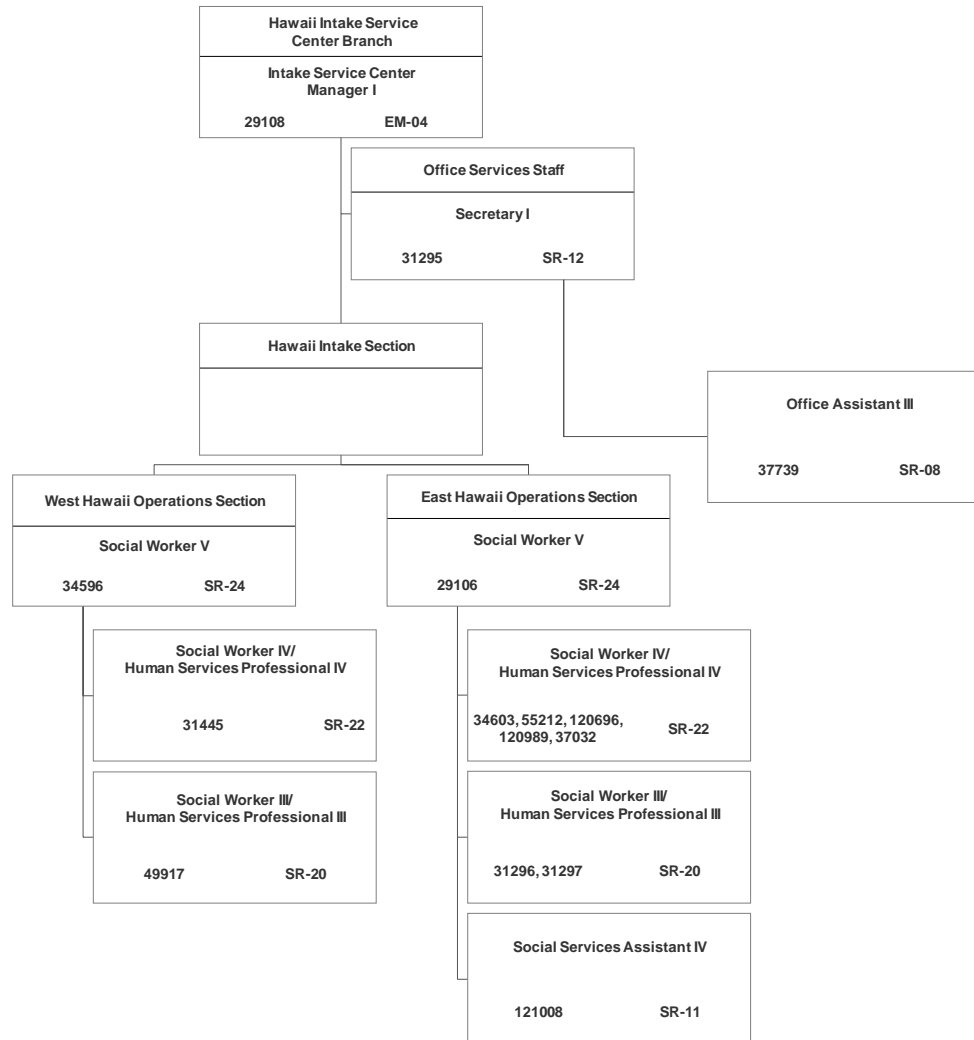 Hawaii Intake Service
Center Branch
Intake Service Center
Manager I
29108 EM-04
Office Services Staff
Secretary I
31295 SR-12
Hawaii Intake Section
Office Assistant III
37739 SR-08
West Hawaii Operations Section
Social Worker V
34596 SR-24
East Hawaii Operations Section
Social Worker V
29106 SR-24
Social Worker IV/
Human Services Professional IV
31445 SR-22
Social Worker III/
Human Services Professional III
49917 SR-20
Social Worker IV/
Human Services Professional IV
34603, 55212, 120696,
120989, 37032 SR-22
Social Worker III/
Human Services Professional III
31296, 31297 SR-20
Social Services Assistant IV
121008 SR-11